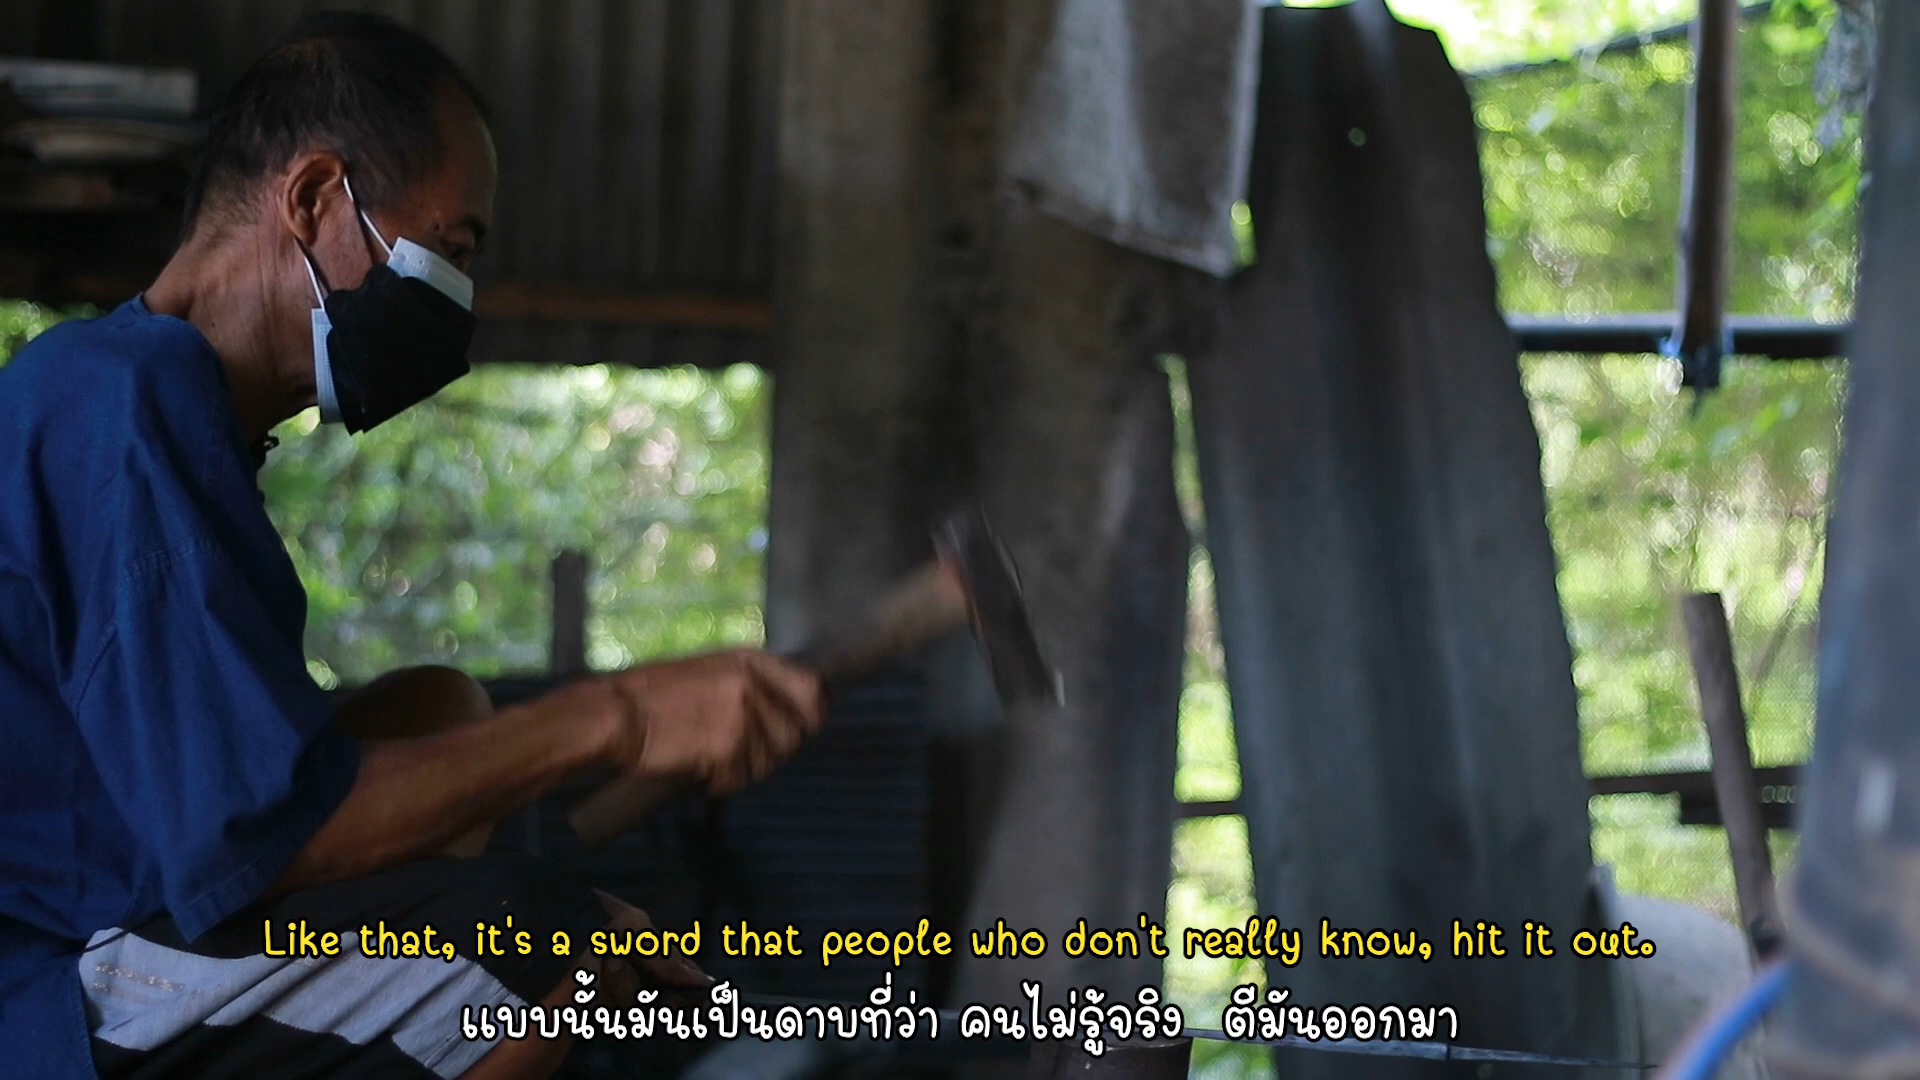 Like that, it's a sword that people who don't really know, hit it out.
แบบนั้นมันเป็นดาบที่ว่า คนไม่รู้จริง ตีมันออกมา